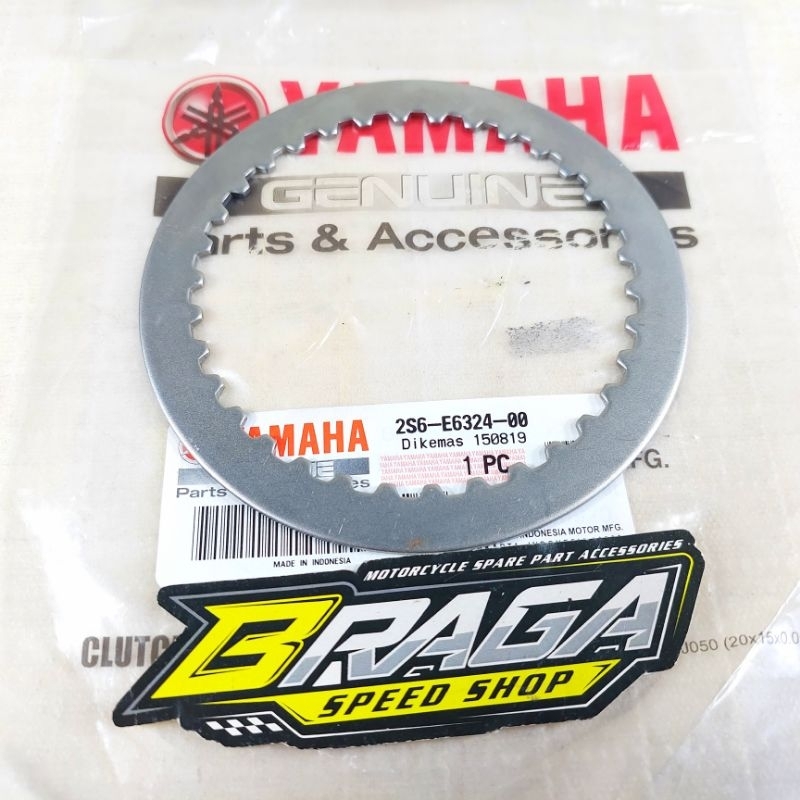 YAMAHA
GENUINE
Parts & Accessories
YAMAHA
2S6-E6324-00
Dikemas 150819
1 PC
Parts
MFG.
INDONESIA MOTOR MFG.
MADE IN INDONESIA
MOTORCYCLE SPARE PART ACCESSORIES
BRAGA
SPEED SHOP
CLUTC
J050 (20x15x0.0